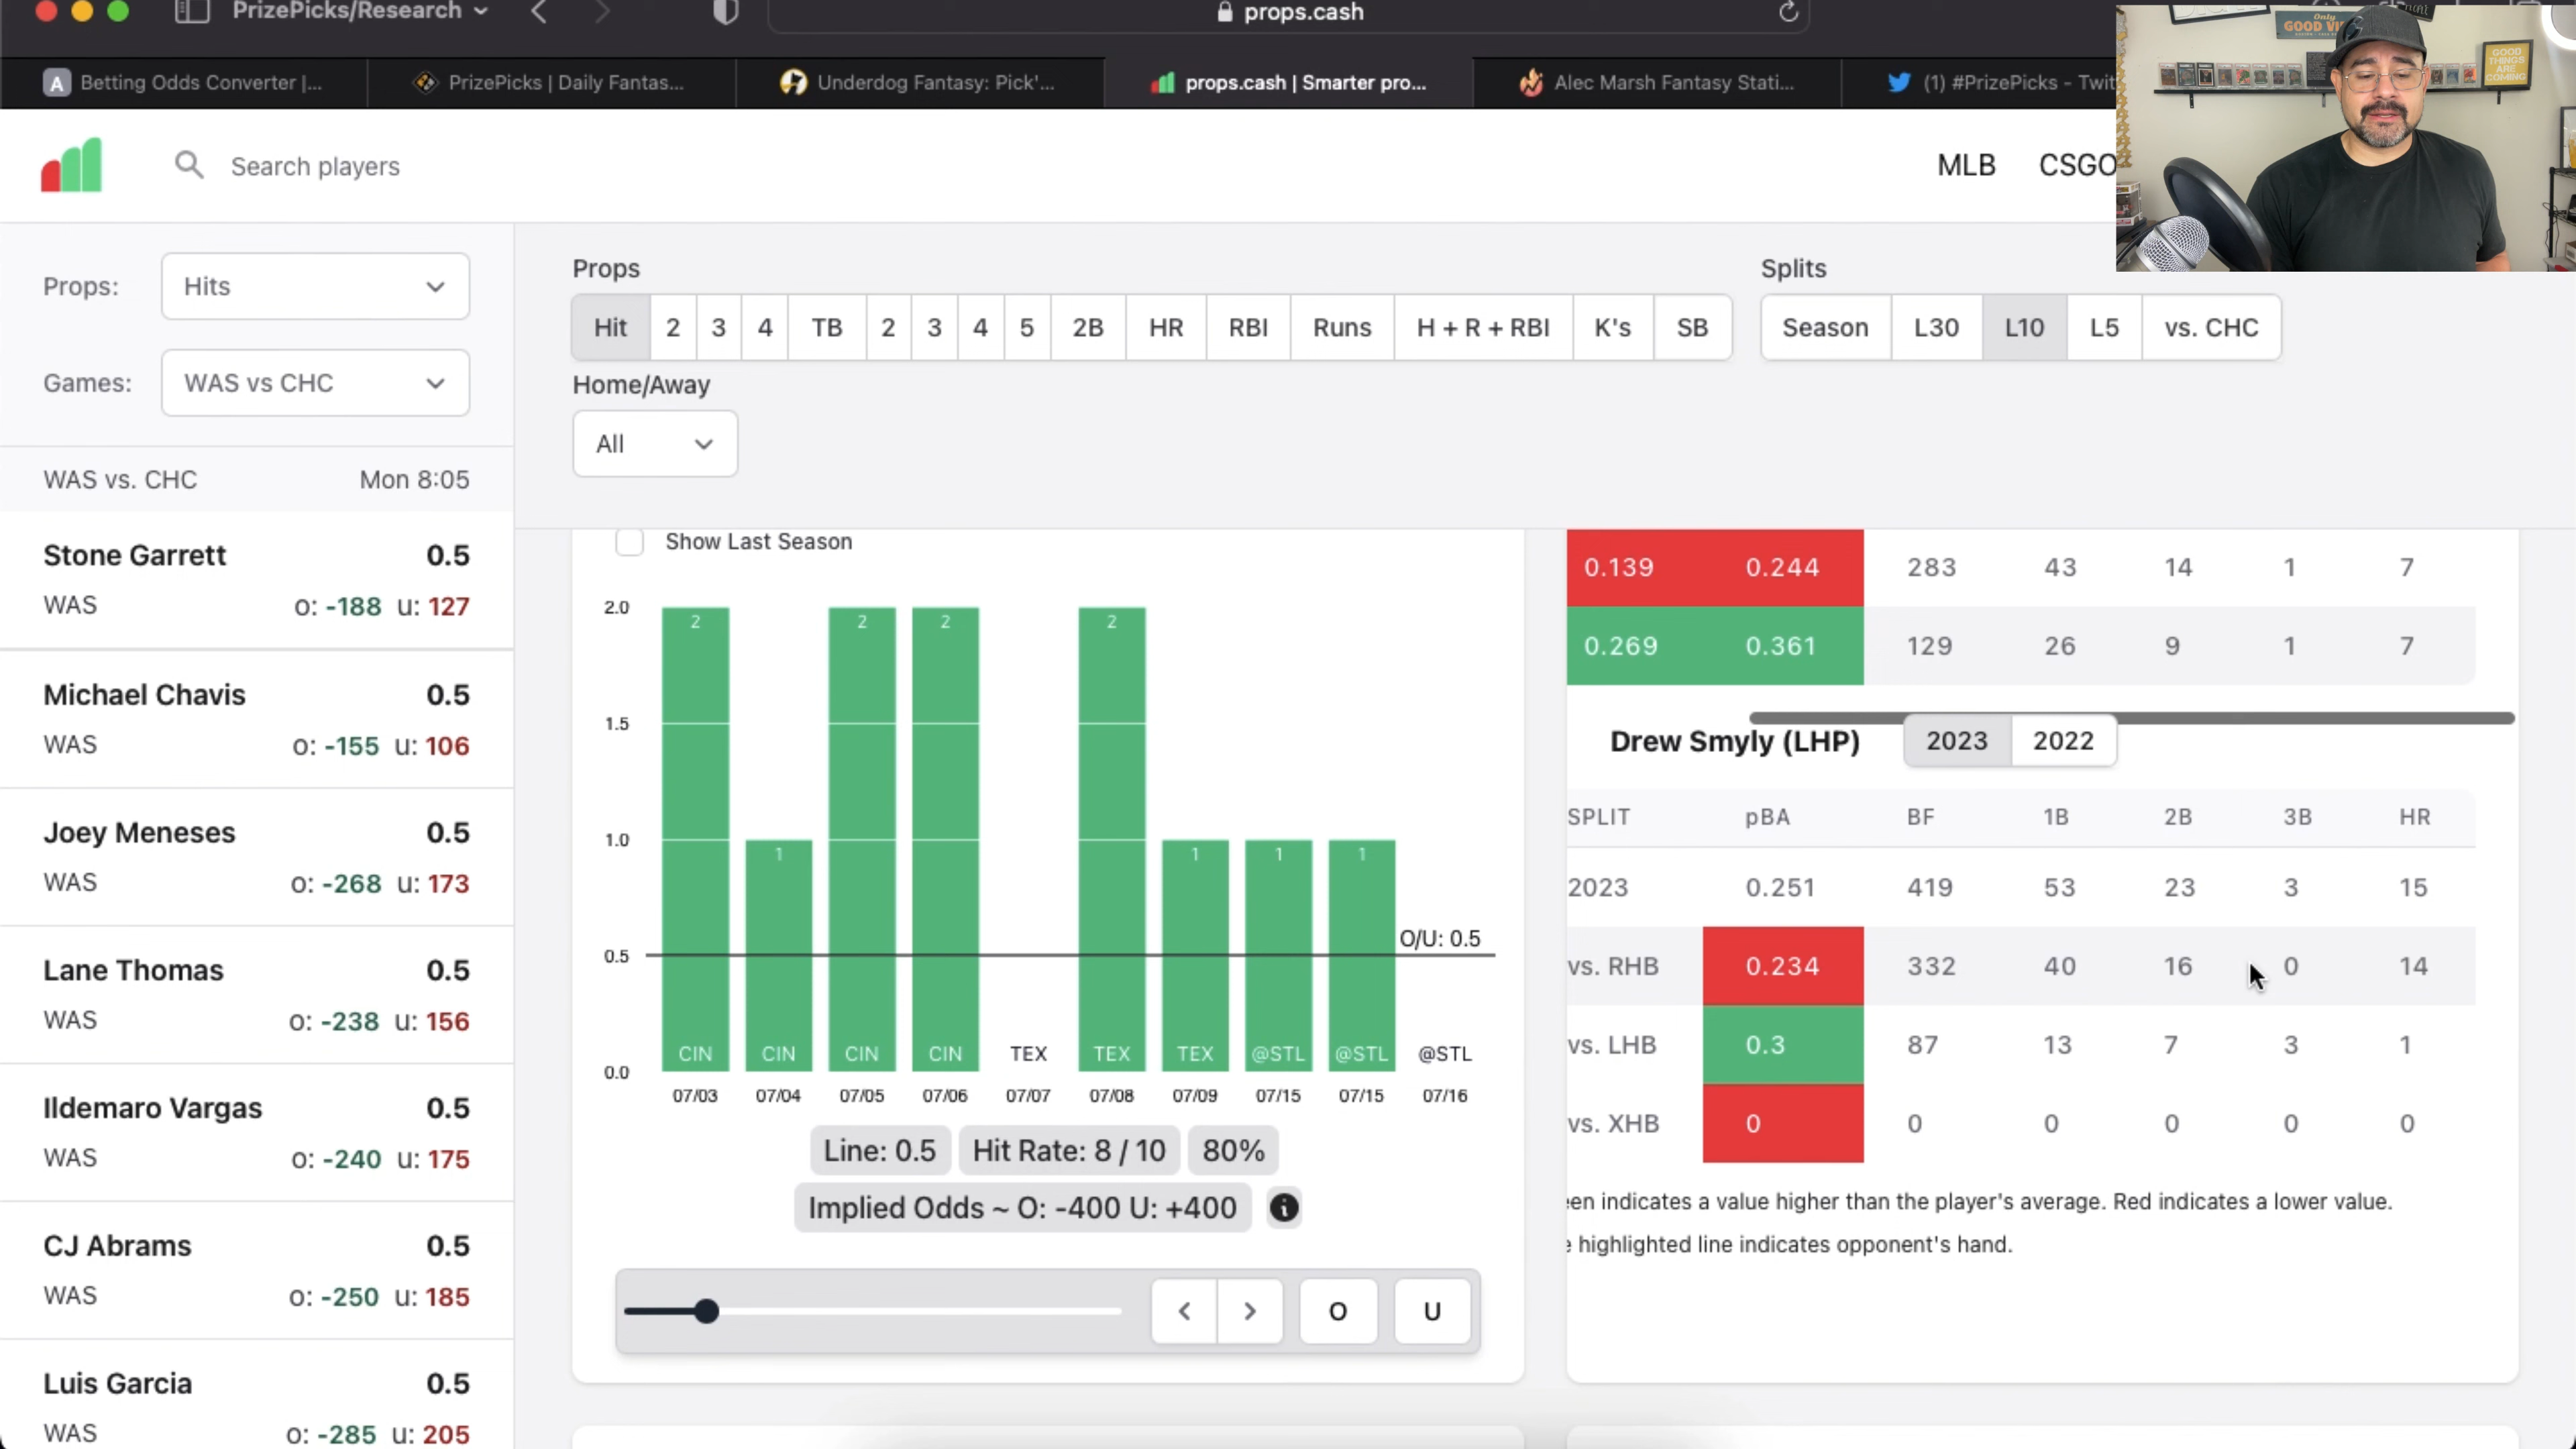 PrizePicks/Research
props.cash
A Betting Odds Converter |...
PrizePicks | Daily Fantas...
Underdog Fantasy: Pick'...
props.cash | Smarter pro...
Alec Marsh Fantasy Stati...
(1) #PrizePicks - Twit
Only
GOOD VI
GOOD
THINGS
ARE
COMING
Search players
MLB CSGO
Props: Hits
Games: WAS vs CHC
WAS vs. CHC Mon 8:05
Stone Garrett 0.5
WAS o: -188 u: 127
Michael Chavis 0.5
WAS o: -155 u: 106
Joey Meneses 0.5
WAS o: -268 u: 173
Lane Thomas 0.5
WAS o: -238 u: 156
Ildemaro Vargas 0.5
WAS o: -240 u: 175
CJ Abrams 0.5
WAS o: -250 u: 185
Luis Garcia 0.5
WAS o: -285 u: 205
Props
Hit 2 3 4 TB 2 3 4 5 2B HR RBI Runs H + R + RBI K's SB
Splits
Season L30 L10 L5 vs. CHC
Home/Away
All
Show Last Season
2.0
1.5
1.0
0.5
0.0
2 1 2 2 2 1 1 1
O/U: 0.5
CIN CIN CIN CIN TEX TEX TEX @STL @STL @STL
07/03 07/04 07/05 07/06 07/07 07/08 07/09 07/15 07/15 07/16
Line: 0.5 Hit Rate: 8 / 10 80%
Implied Odds ~ O: -400 U: +400 i
< > O U
0.139 0.244 283 43 14 1 7
0.269 0.361 129 26 9 1 7
Drew Smyly (LHP) 2023 2022
SPLIT pBA BF 1B 2B 3B HR
2023 0.251 419 53 23 3 15
vs. RHB 0.234 332 40 16 0 14
vs. LHB 0.3 87 13 7 3 1
vs. XHB 0 0 0 0 0 0
en indicates a value higher than the player's average. Red indicates a lower value.
e highlighted line indicates opponent's hand.